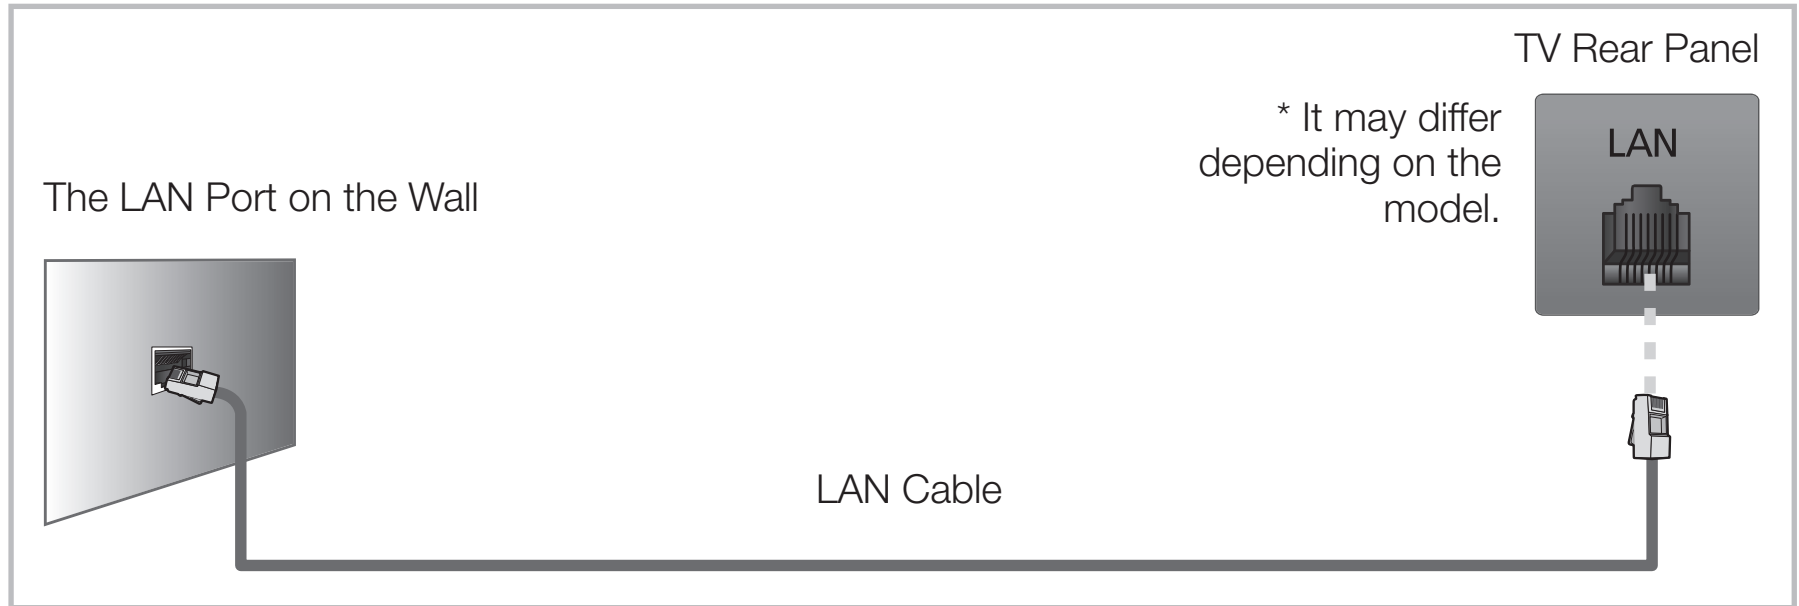 TV Rear Panel
* It may differ
depending on the
model.
LAN
The LAN Port on the Wall
LAN Cable